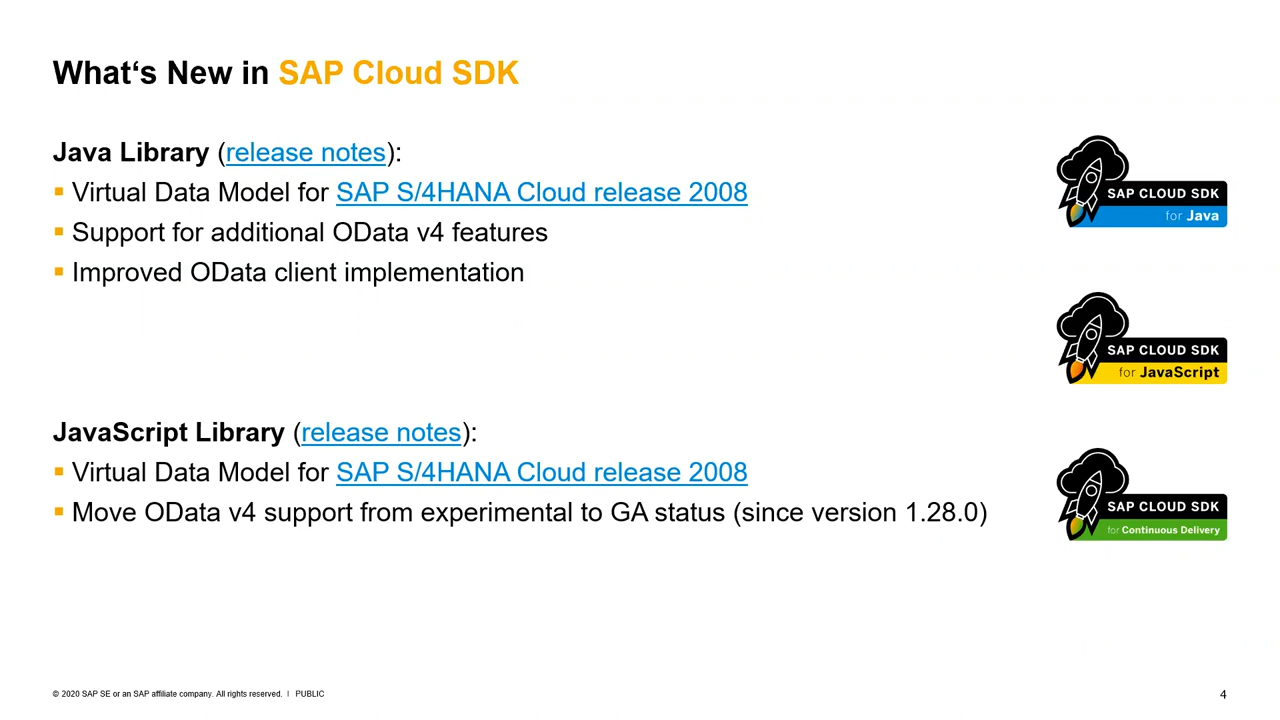 What‘s New in SAP Cloud SDK
Java Library (release notes):
▪ Virtual Data Model for SAP S/4HANA Cloud release 2008
▪ Support for additional OData v4 features
▪ Improved OData client implementation
SAP CLOUD SDK
for Java
SAP CLOUD SDK
for JavaScript
JavaScript Library (release notes):
▪ Virtual Data Model for SAP S/4HANA Cloud release 2008
▪ Move OData v4 support from experimental to GA status (since version 1.28.0)
SAP CLOUD SDK
for Continuous Delivery
© 2020 SAP SE or an SAP affiliate company. All rights reserved. I PUBLIC
4